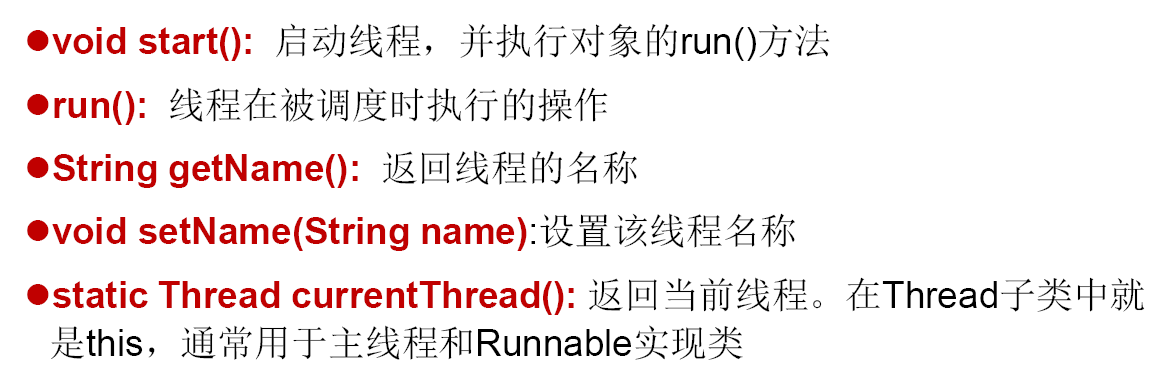 ●void start(): 启动线程，并执行对象的run()方法
●run(): 线程在被调度时执行的操作
●String getName(): 返回线程的名称
●void setName(String name):设置该线程名称
●static Thread currentThread(): 返回当前线程。在Thread子类中就
是this，通常用于主线程和Runnable实现类